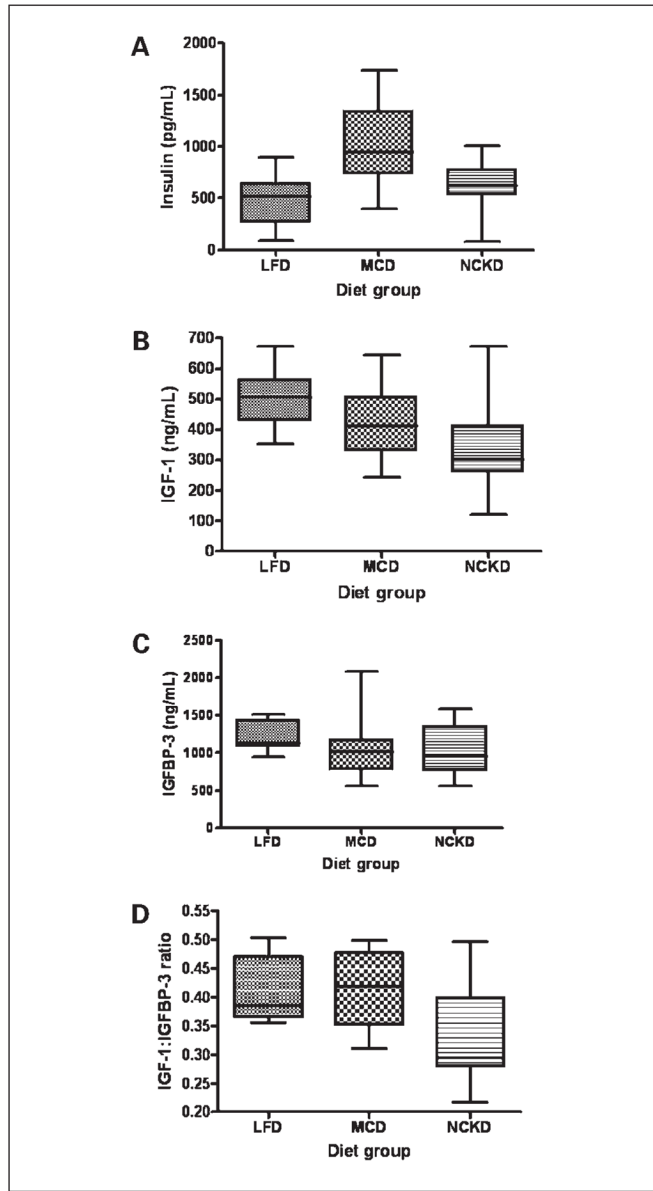 A
Insulin (pg/mL)
2000
1500
1000
500
0
LFD MCD NCKD
Diet group
B
IGF-1 (ng/mL)
700
600
500
400
300
200
100
0
LFD MCD NCKD
Diet group
C
IGFBP-3 (ng/mL)
2500
2000
1500
1000
500
0
LFD MCD NCKD
Diet group
D
IGF-1:IGFBP-3 ratio
0.55
0.50
0.45
0.40
0.35
0.30
0.25
0.20
LFD MCD NCKD
Diet group